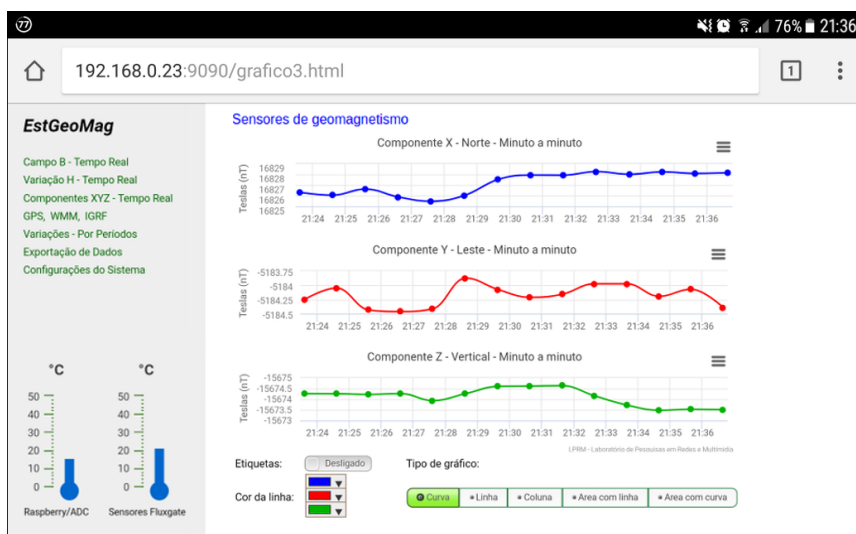 77
76%
21:36
192.168.0.23:9090/grafico3.html
1
EstGeoMag
Campo B - Tempo Real
Variação H - Tempo Real
Componentes XYZ - Tempo Real
GPS, WMM, IGRF
Variações - Por Períodos
Exportação de Dados
Configurações do Sistema
°C
°C
50
40
30
20
10
0
50
40
30
20
10
0
Raspberry/ADC
Sensores Fluxgate
Sensores de geomagnetismo
Componente X - Norte - Minuto a minuto
Teslas (nT)
16829
16828
16827
16826
16825
21:24 21:25 21:26 21:27 21:28 21:29 21:30 21:31 21:32 21:33 21:34 21:35 21:36
Componente Y - Leste - Minuto a minuto
Teslas (nT)
-5183.75
-5184
-5184.25
-5184.5
21:24 21:25 21:26 21:27 21:28 21:29 21:30 21:31 21:32 21:33 21:34 21:35 21:36
Componente Z - Vertical - Minuto a minuto
Teslas (nT)
-15675
-15674.5
-15674
-15673.5
-15673
21:24 21:25 21:26 21:27 21:28 21:29 21:30 21:31 21:32 21:33 21:34 21:35 21:36
LPRM - Laboratório de Pesquisas em Redes e Multimidia
Etiquetas:
Desligado
Tipo de gráfico:
Cor da linha:
Curva
Linha
Coluna
Area com linha
Area com curva